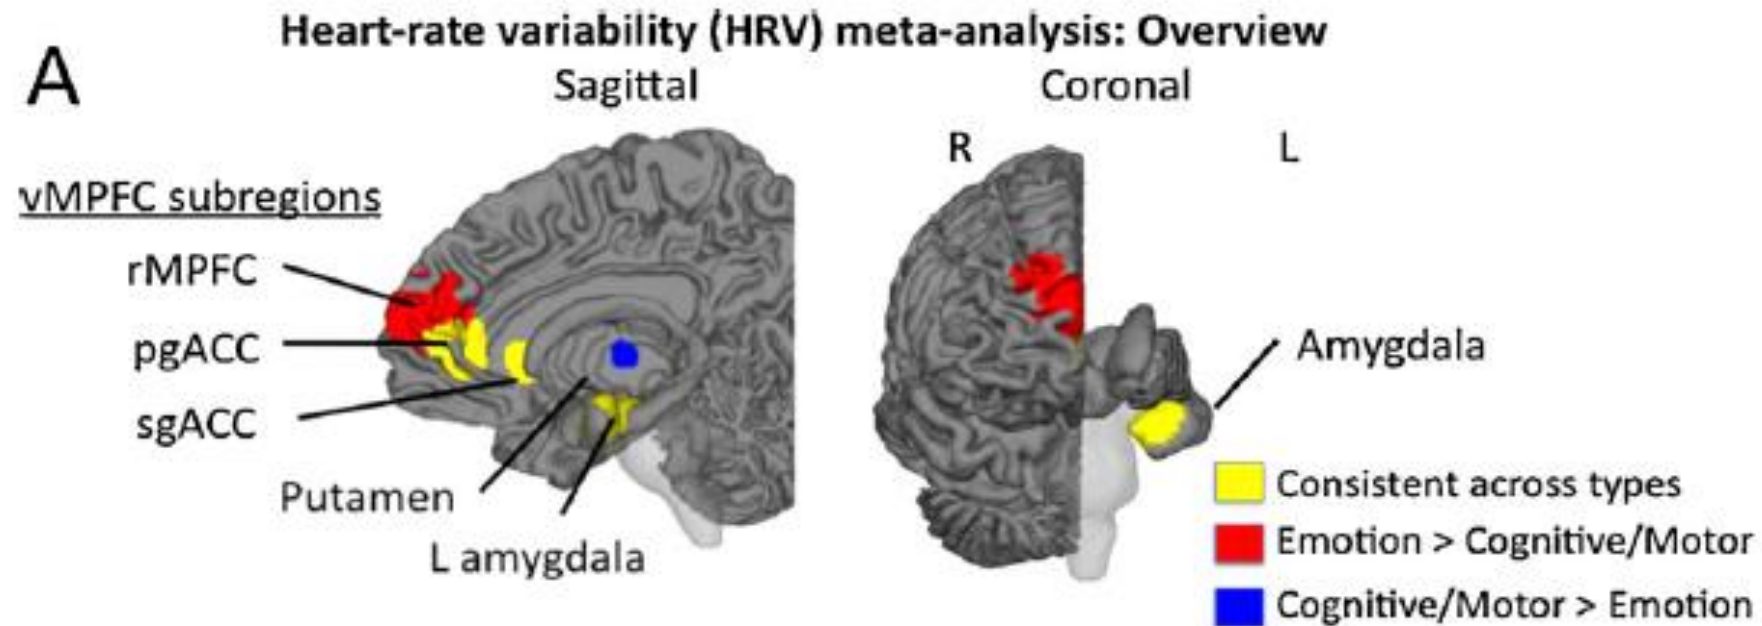 Heart-rate variability (HRV) meta-analysis: Overview
A
Sagittal
Coronal
R
L
vMPFC subregions
rMPFC
pgACC
sgACC
Putamen
L amygdala
Amygdala
Consistent across types
Emotion > Cognitive/Motor
Cognitive/Motor > Emotion